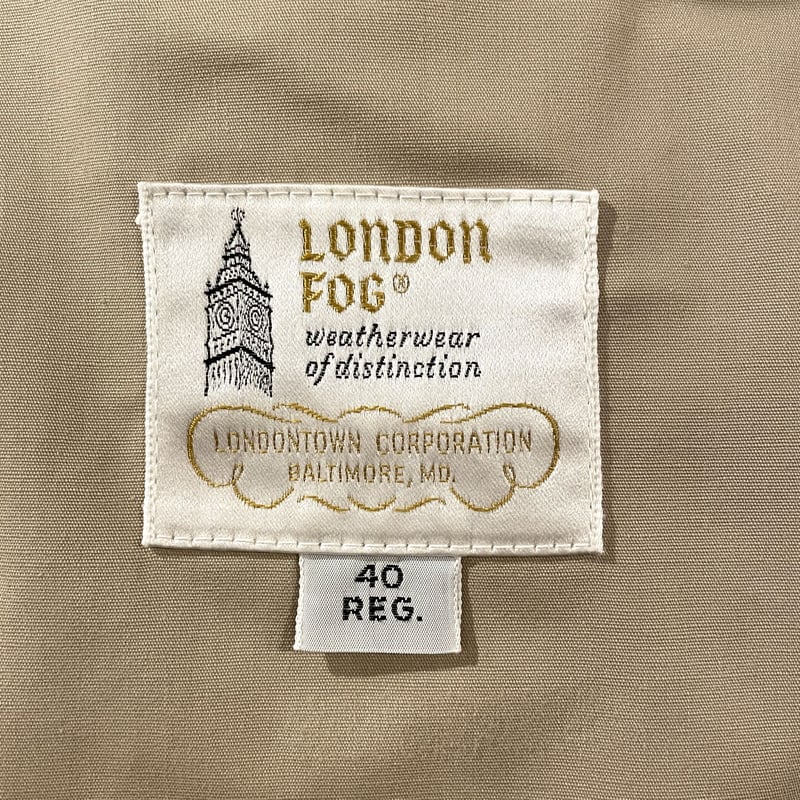 LONDON
FOG®
weatherwear
of distinction
LONDONTOWN CORPORATION
BALTIMORE, MD.
40
REG.